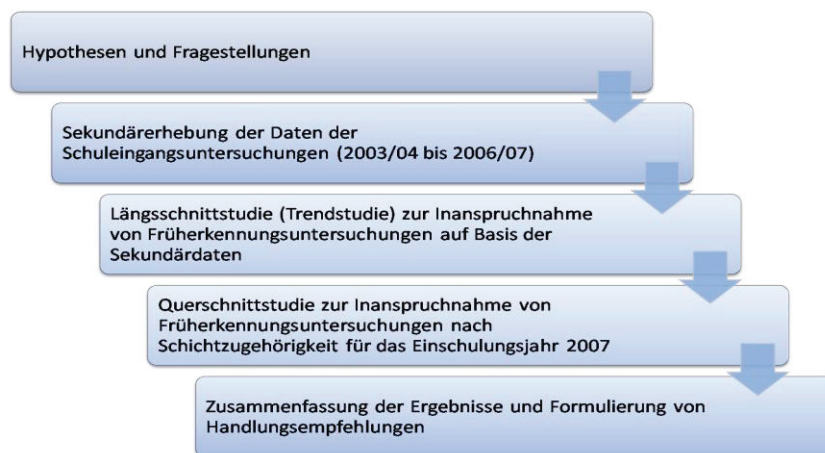 Hypothesen und Fragestellungen
Sekundärerhebung der Daten der
Schuleingangsuntersuchungen (2003/04 bis 2006/07)
Längsschnittstudie (Trendstudie) zur Inanspruchnahme
von Früherkennungsuntersuchungen auf Basis der
Sekundärdaten
Querschnittstudie zur Inanspruchnahme von
Früherkennungsuntersuchungen nach
Schichtzugehörigkeit für das Einschulungsjahr 2007
Zusammenfassung der Ergebnisse und Formulierung von
Handlungsempfehlungen